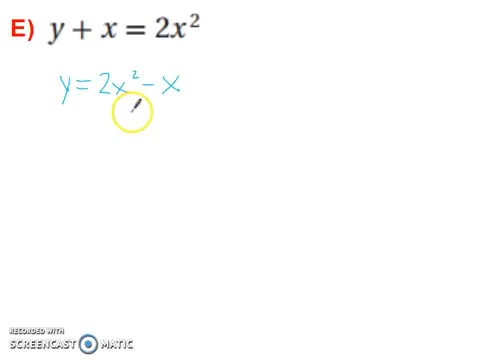 E) y + x = 2x²
y = 2x² - x
RECORDED WITH
SCREENCAST MATIC